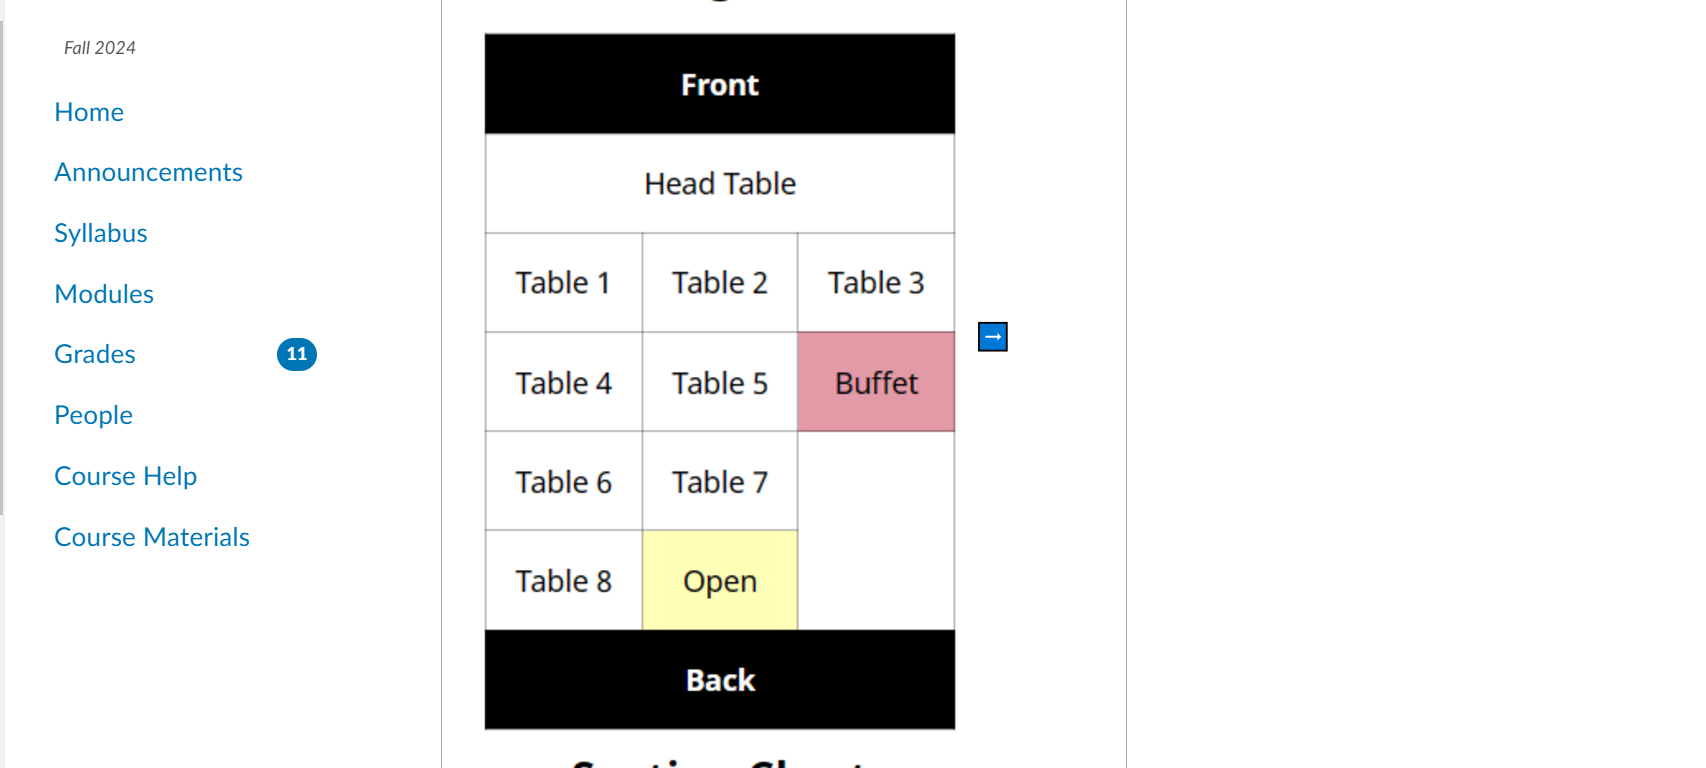 Fall 2024
Home
Announcements
Syllabus
Modules
Grades 11
People
Course Help
Course Materials
Front
Head Table
Table 1 Table 2 Table 3
Table 4 Table 5 Buffet
Table 6 Table 7
Table 8 Open
Back
→